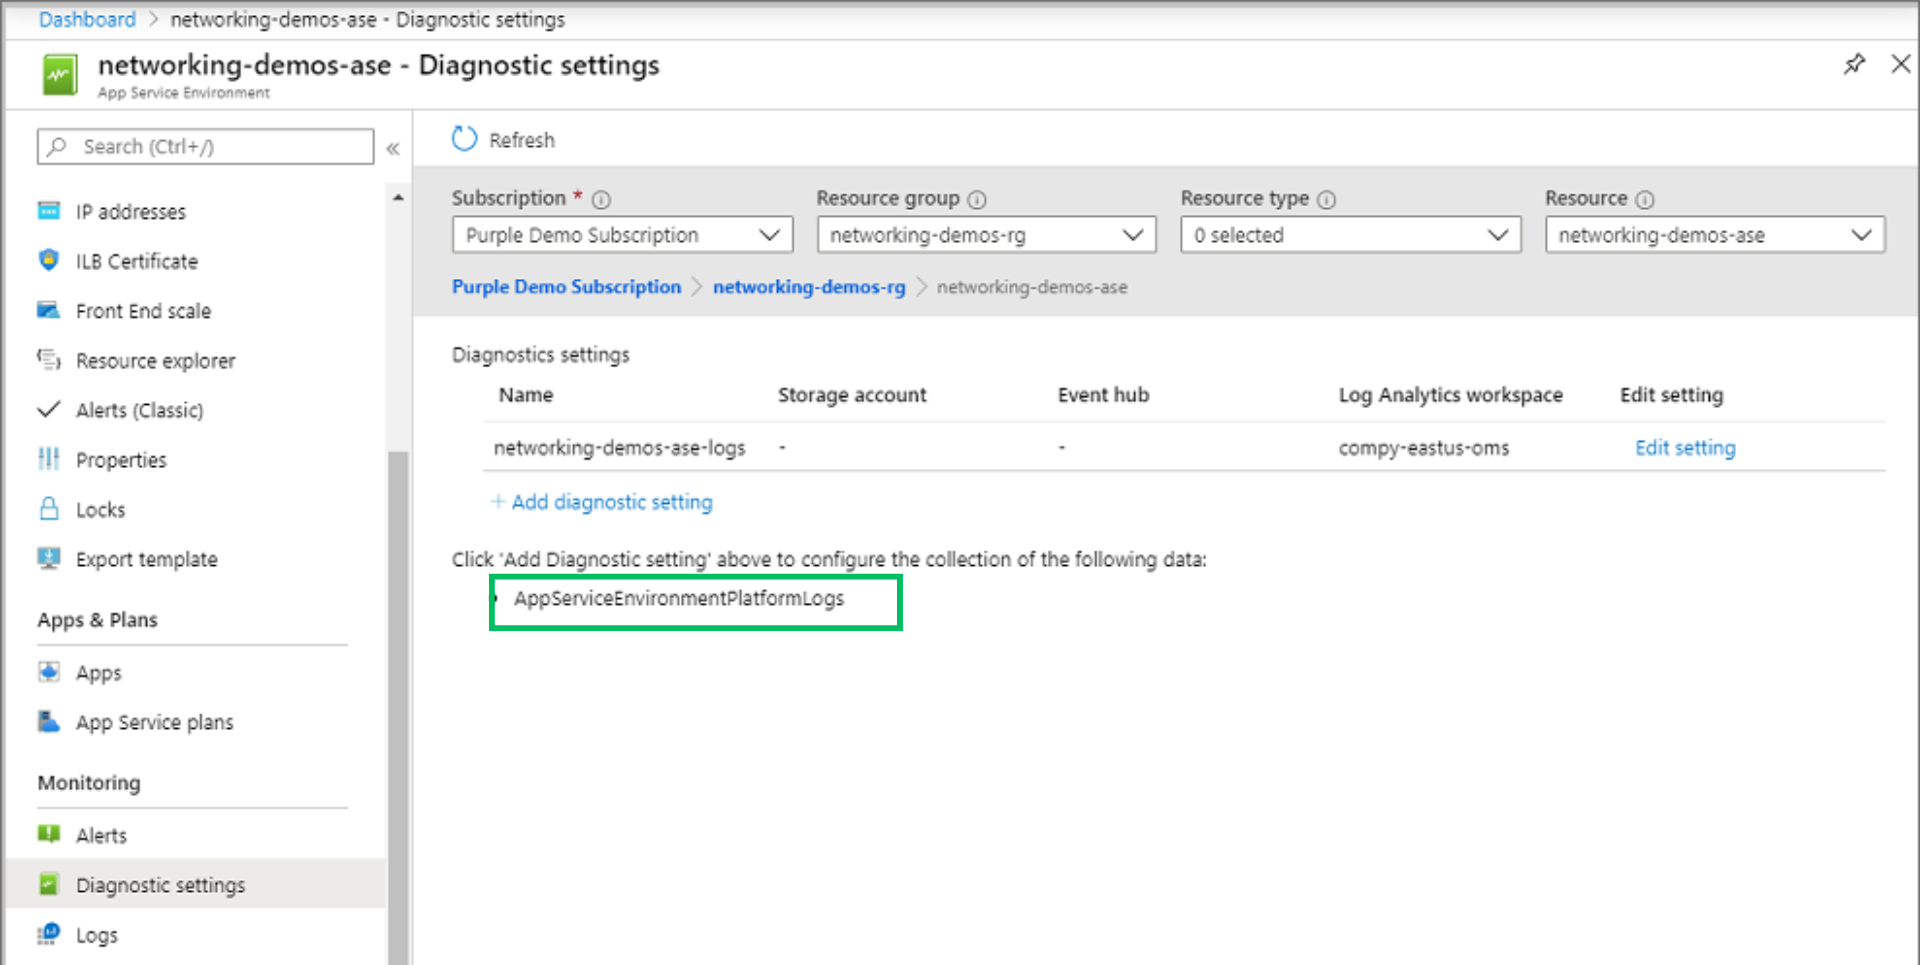 Dashboard > networking-demos-ase - Diagnostic settings
networking-demos-ase - Diagnostic settings
App Service Environment
Search (Ctrl+/)
«
IP addresses
ILB Certificate
Front End scale
Resource explorer
Alerts (Classic)
Properties
Locks
Export template
Apps & Plans
Apps
App Service plans
Monitoring
Alerts
Diagnostic settings
Logs
Refresh
Subscription *
Purple Demo Subscription
Resource group
networking-demos-rg
Resource type
0 selected
Resource
networking-demos-ase
Purple Demo Subscription > networking-demos-rg > networking-demos-ase
Diagnostics settings
Name Storage account Event hub Log Analytics workspace Edit setting
networking-demos-ase-logs - - compy-eastus-oms Edit setting
+ Add diagnostic setting
Click 'Add Diagnostic setting' above to configure the collection of the following data:
• AppServiceEnvironmentPlatformLogs